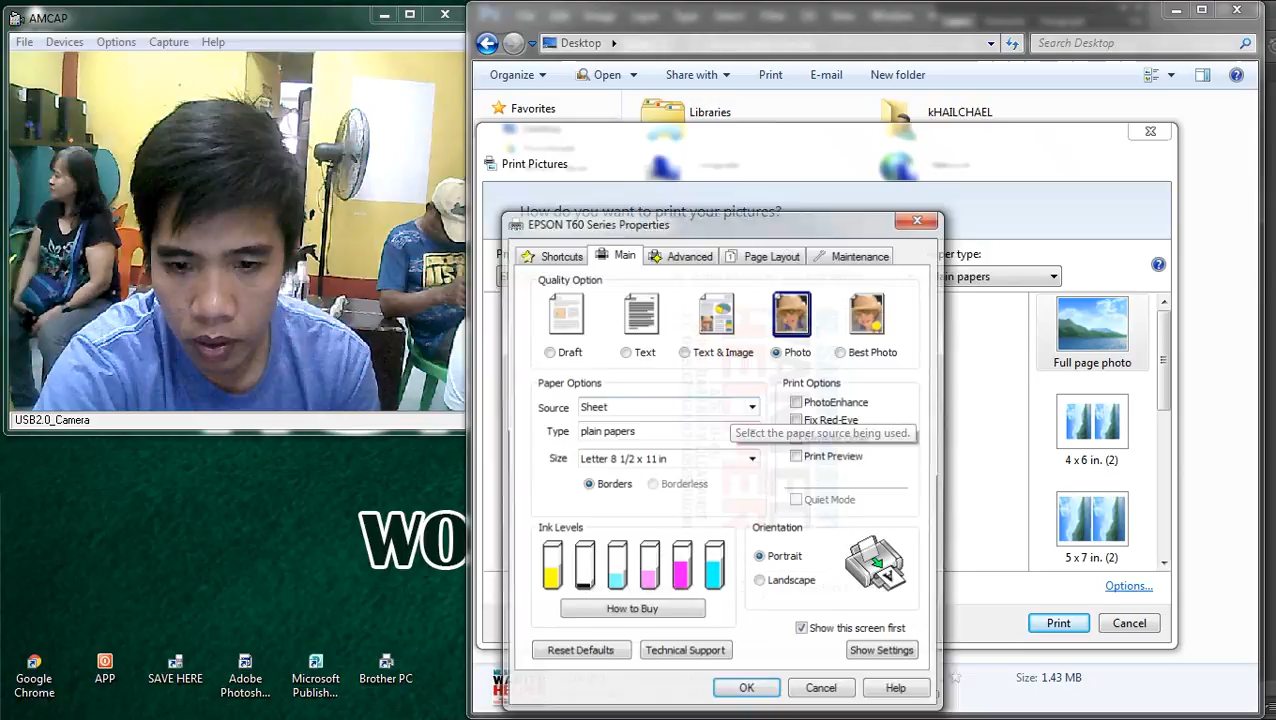 AMCAP
File Devices Options Capture Help
USB2.0_Camera
Desktop
Search Desktop
Organize Open Share with Print E-mail New folder
Favorites
Libraries
kHAILCHAEL
Print Pictures
How do you want to print your pictures?
EPSON T60 Series Properties
Shortcuts Main Advanced Page Layout Maintenance
Quality Option
Draft Text Text & Image Photo Best Photo
Paper Options
Source Sheet
Type plain papers
Size Letter 8 1/2 x 11 in
Borders Borderless
Print Options
PhotoEnhance
Fix Red-Eye
Select the paper source being used.
Print Preview
Quiet Mode
Ink Levels
How to Buy
Orientation
Portrait
Landscape
Show this screen first
Reset Defaults Technical Support Show Settings
OK Cancel Help
Paper type:
Full page photo
4 x 6 in. (2)
5 x 7 in. (2)
Options...
Print Cancel
Size: 1.43 MB
WO
Google Chrome
APP
SAVE HERE
Adobe Photosh...
Microsoft Publish...
Brother PC